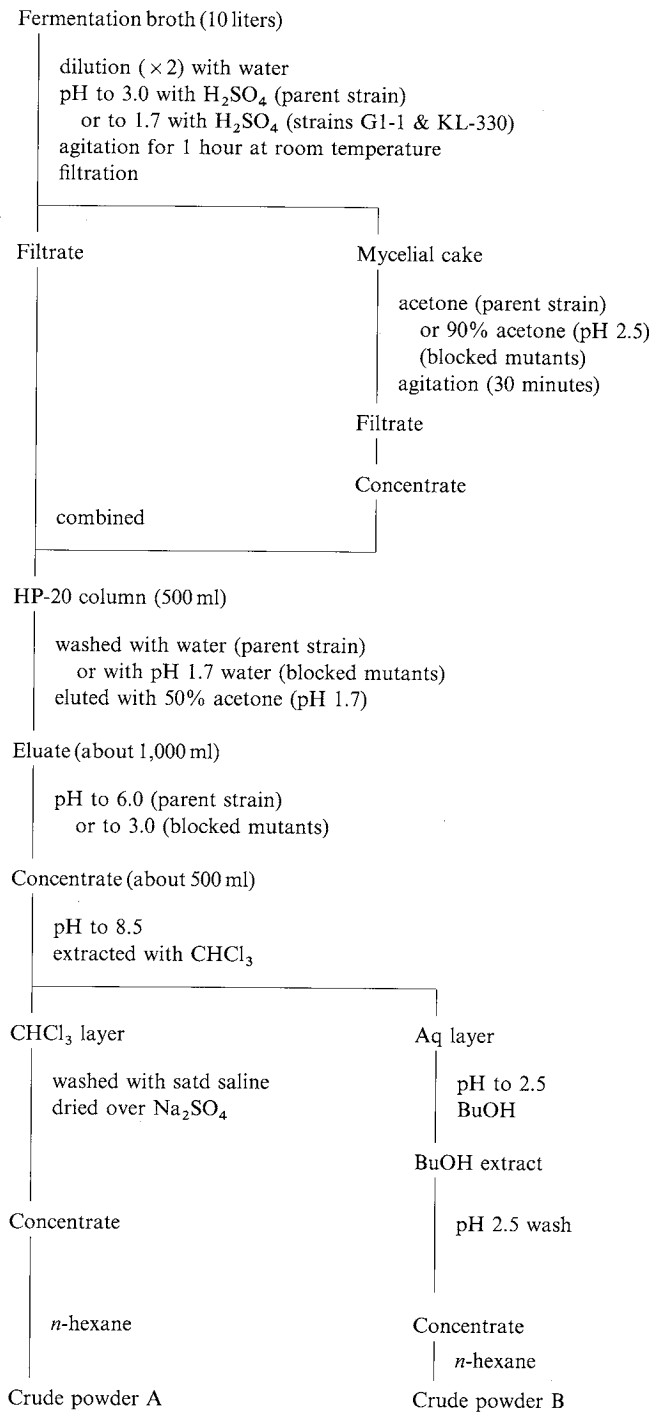 Fermentation broth (10 liters)
dilution (×2) with water
pH to 3.0 with H₂SO₄ (parent strain)
or to 1.7 with H₂SO₄ (strains G1-1 & KL-330)
agitation for 1 hour at room temperature
filtration
Filtrate
Mycelial cake
acetone (parent strain)
or 90% acetone (pH 2.5)
(blocked mutants)
agitation (30 minutes)
Filtrate
Concentrate
combined
HP-20 column (500 ml)
washed with water (parent strain)
or with pH 1.7 water (blocked mutants)
eluted with 50% acetone (pH 1.7)
Eluate (about 1,000 ml)
pH to 6.0 (parent strain)
or to 3.0 (blocked mutants)
Concentrate (about 500 ml)
pH to 8.5
extracted with CHCl₃
CHCl₃ layer
Aq layer
washed with satd saline
dried over Na₂SO₄
pH to 2.5
BuOH
BuOH extract
Concentrate
pH 2.5 wash
n-hexane
Concentrate
n-hexane
Crude powder A
Crude powder B